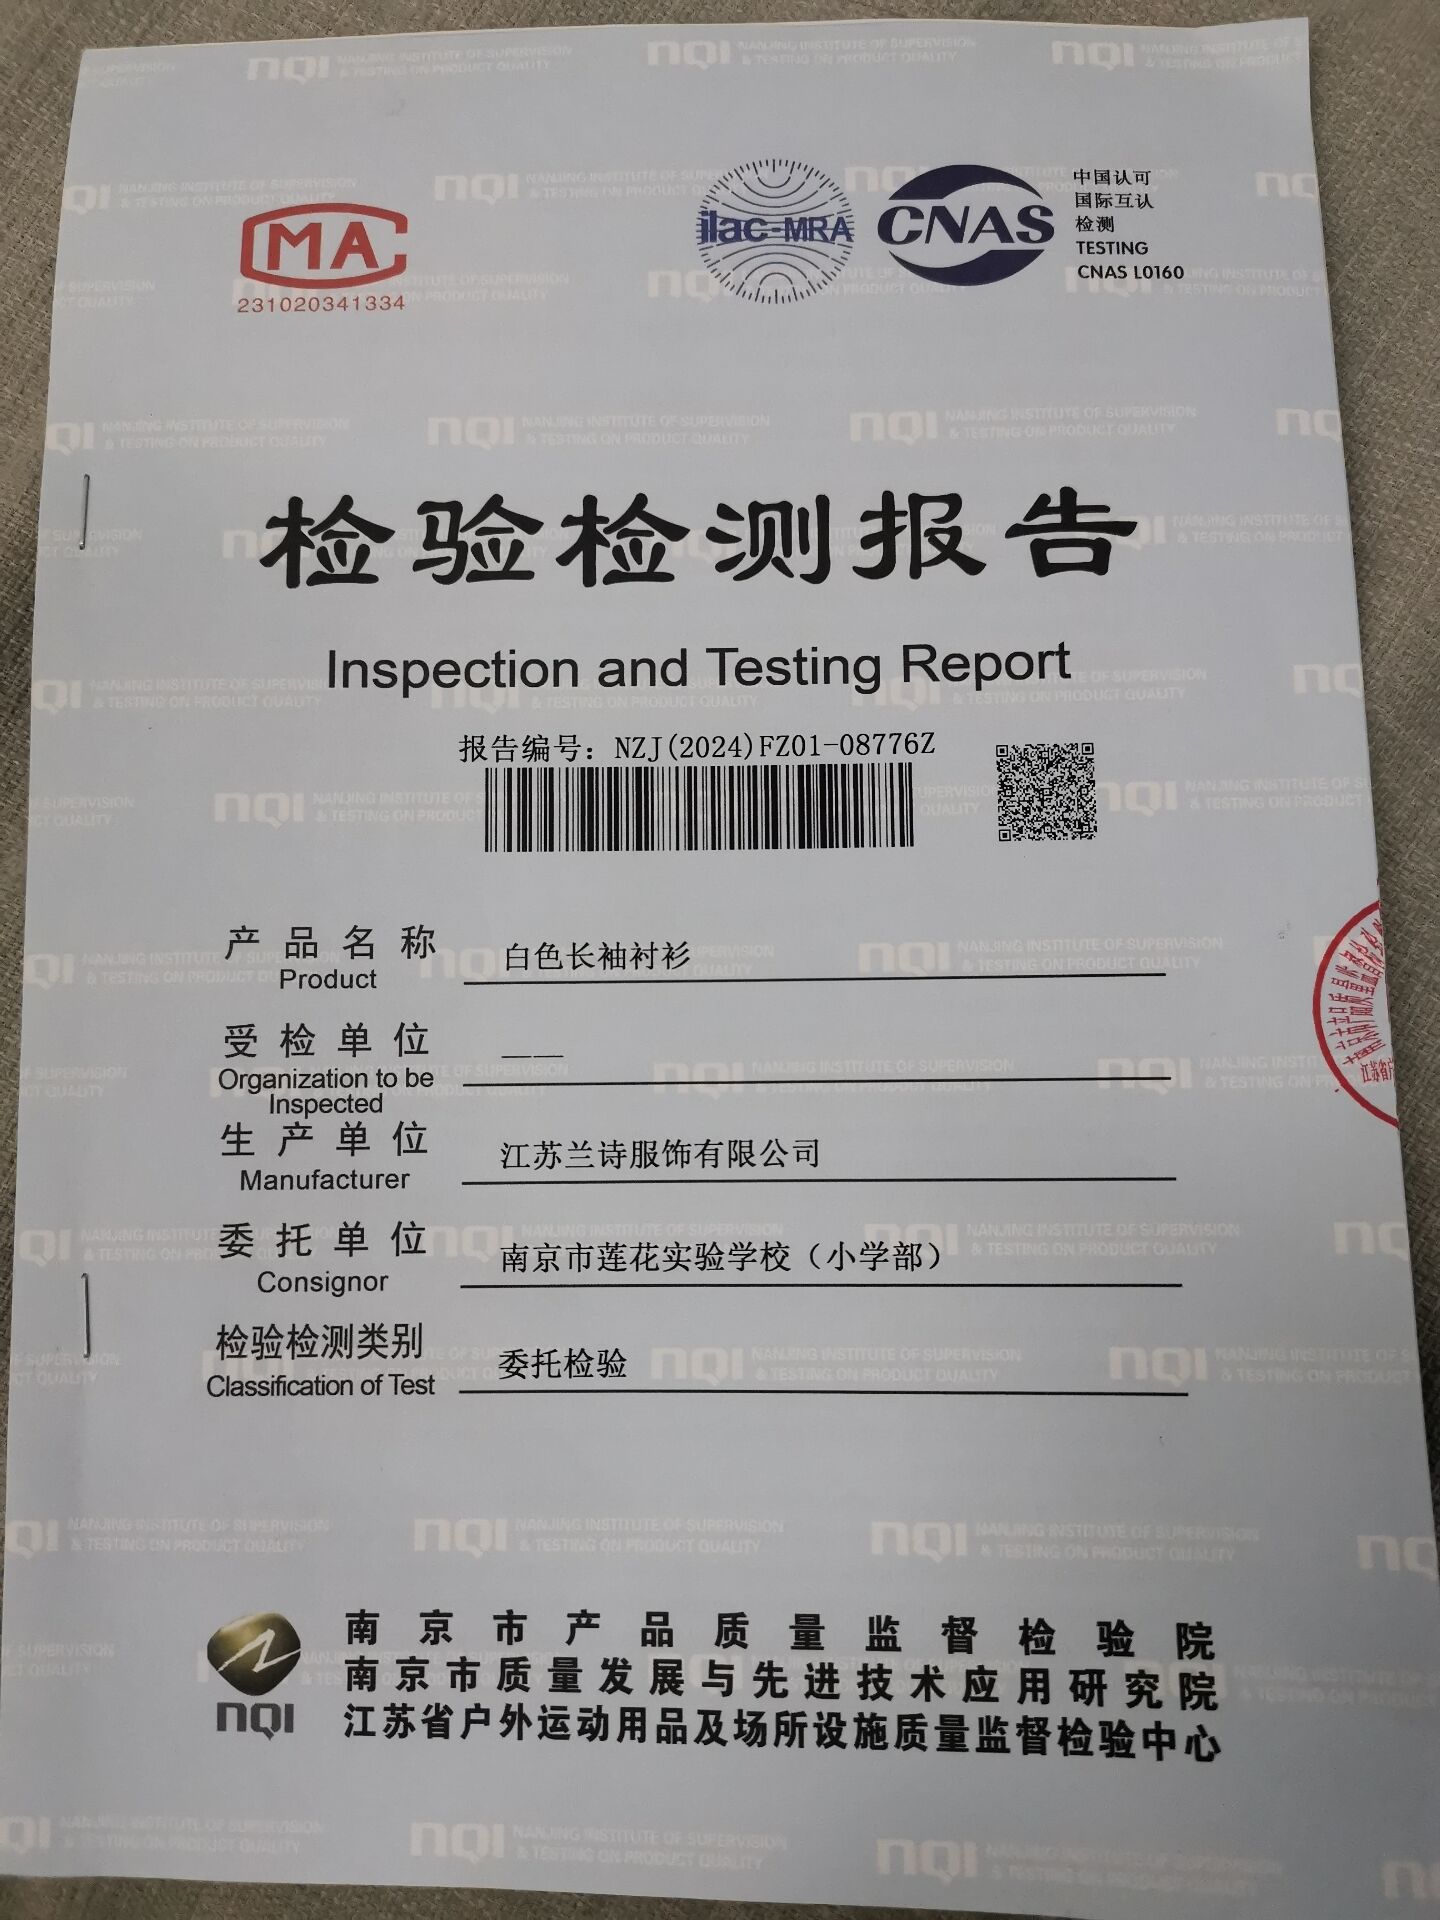 MA
231020341334
ilac-MRA
CNAS
中国认可
国际互认
检测
TESTING
CNAS L0160
检验检测报告
Inspection and Testing Report
报告编号：NZJ(2024)FZ01-08776Z
产品名称
Product
白色长袖衬衫
受检单位
Organization to be
Inspected
——
生产单位
Manufacturer
江苏兰诗服饰有限公司
委托单位
Consignor
南京市莲花实验学校（小学部）
检验检测类别
Classification of Test
委托检验
nQI
南京市产品质量监督检验院
南京市质量发展与先进技术应用研究院
江苏省户外运动用品及场所设施质量监督检验中心
nQI NANJING INSTITUTE OF SUPERVISION
& TESTING ON PRODUCT QUALITY